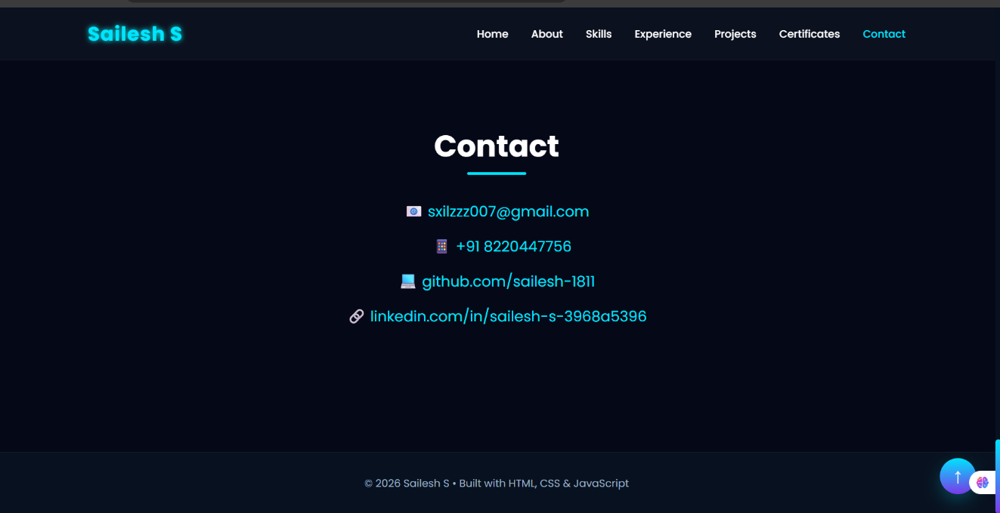 Sailesh S
Home About Skills Experience Projects Certificates Contact
Contact
sxilzzz007@gmail.com
+91 8220447756
github.com/sailesh-1811
linkedin.com/in/sailesh-s-3968a5396
© 2026 Sailesh S • Built with HTML, CSS & JavaScript
↑